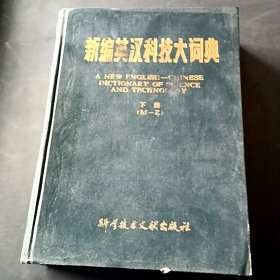 新编英汉科技大词典
A NEW ENGLISH-CHINESE
DICTIONARY OF SCIENCE
AND TECHNOLOGY
下册
(M-Z)
科学技术文献出版社